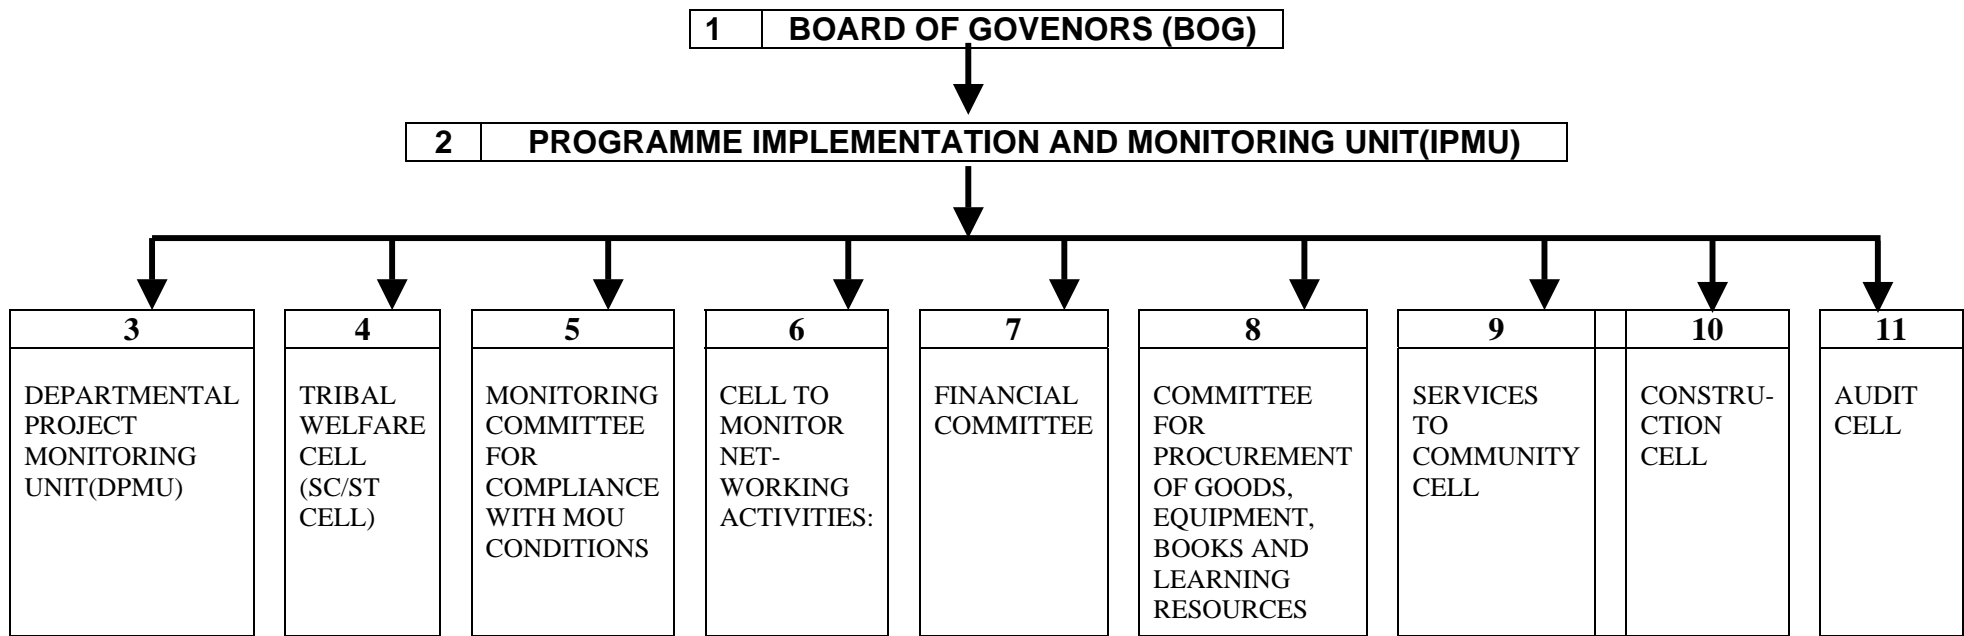 1 BOARD OF GOVENORS (BOG)
2 PROGRAMME IMPLEMENTATION AND MONITORING UNIT(IPMU)
3
DEPARTMENTAL
PROJECT
MONITORING
UNIT(DPMU)
4
TRIBAL
WELFARE
CELL
(SC/ST
CELL)
5
MONITORING
COMMITTEE
FOR
COMPLIANCE
WITH MOU
CONDITIONS
6
CELL TO
MONITOR
NET-
WORKING
ACTIVITIES:
7
FINANCIAL
COMMITTEE
8
COMMITTEE
FOR
PROCUREMENT
OF GOODS,
EQUIPMENT,
BOOKS AND
LEARNING
RESOURCES
9
SERVICES
TO
COMMUNITY
CELL
10
CONSTRU-
CTION
CELL
11
AUDIT
CELL